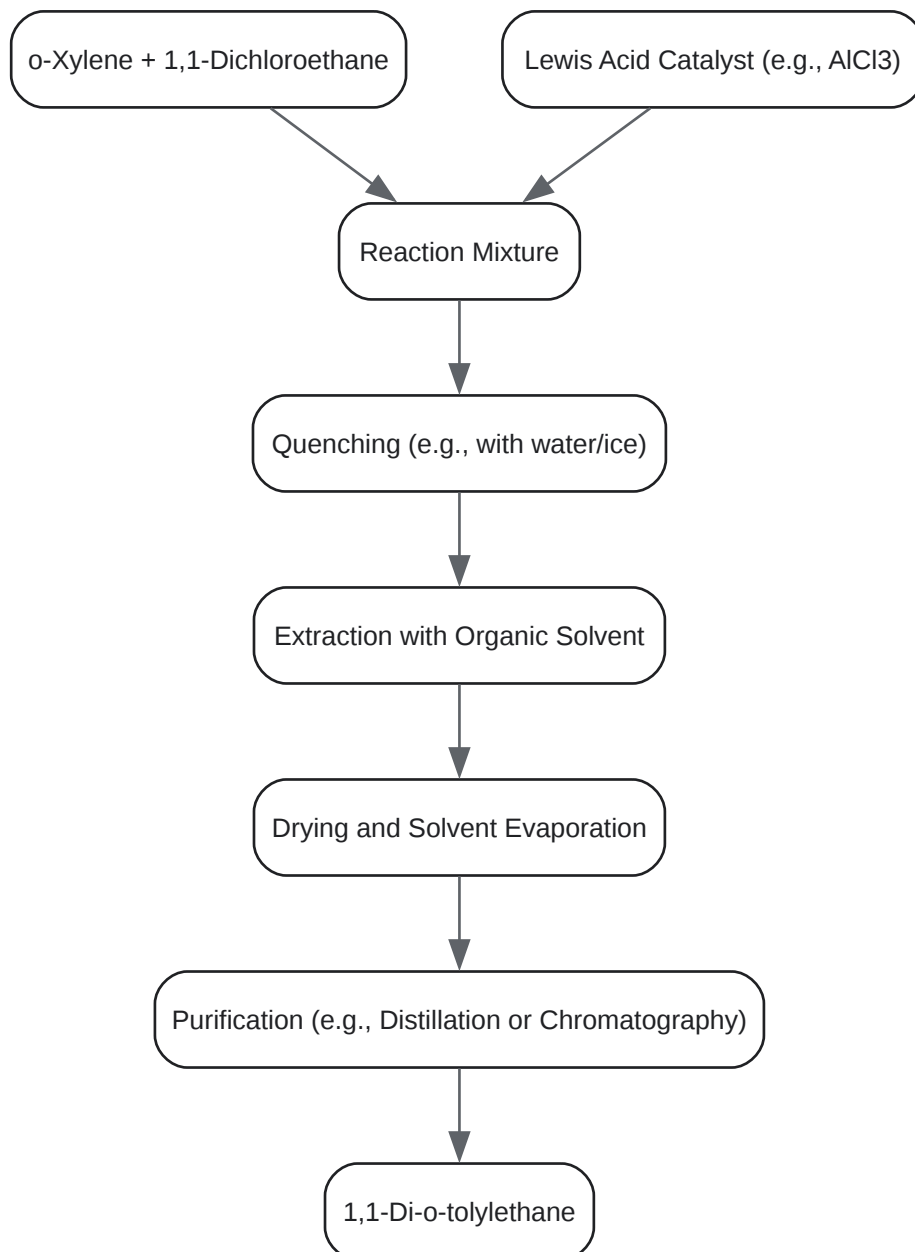 o-Xylene + 1,1-Dichloroethane
Lewis Acid Catalyst (e.g., AlCl3)
Reaction Mixture
Quenching (e.g., with water/ice)
Extraction with Organic Solvent
Drying and Solvent Evaporation
Purification (e.g., Distillation or Chromatography)
1,1-Di-o-tolylethane